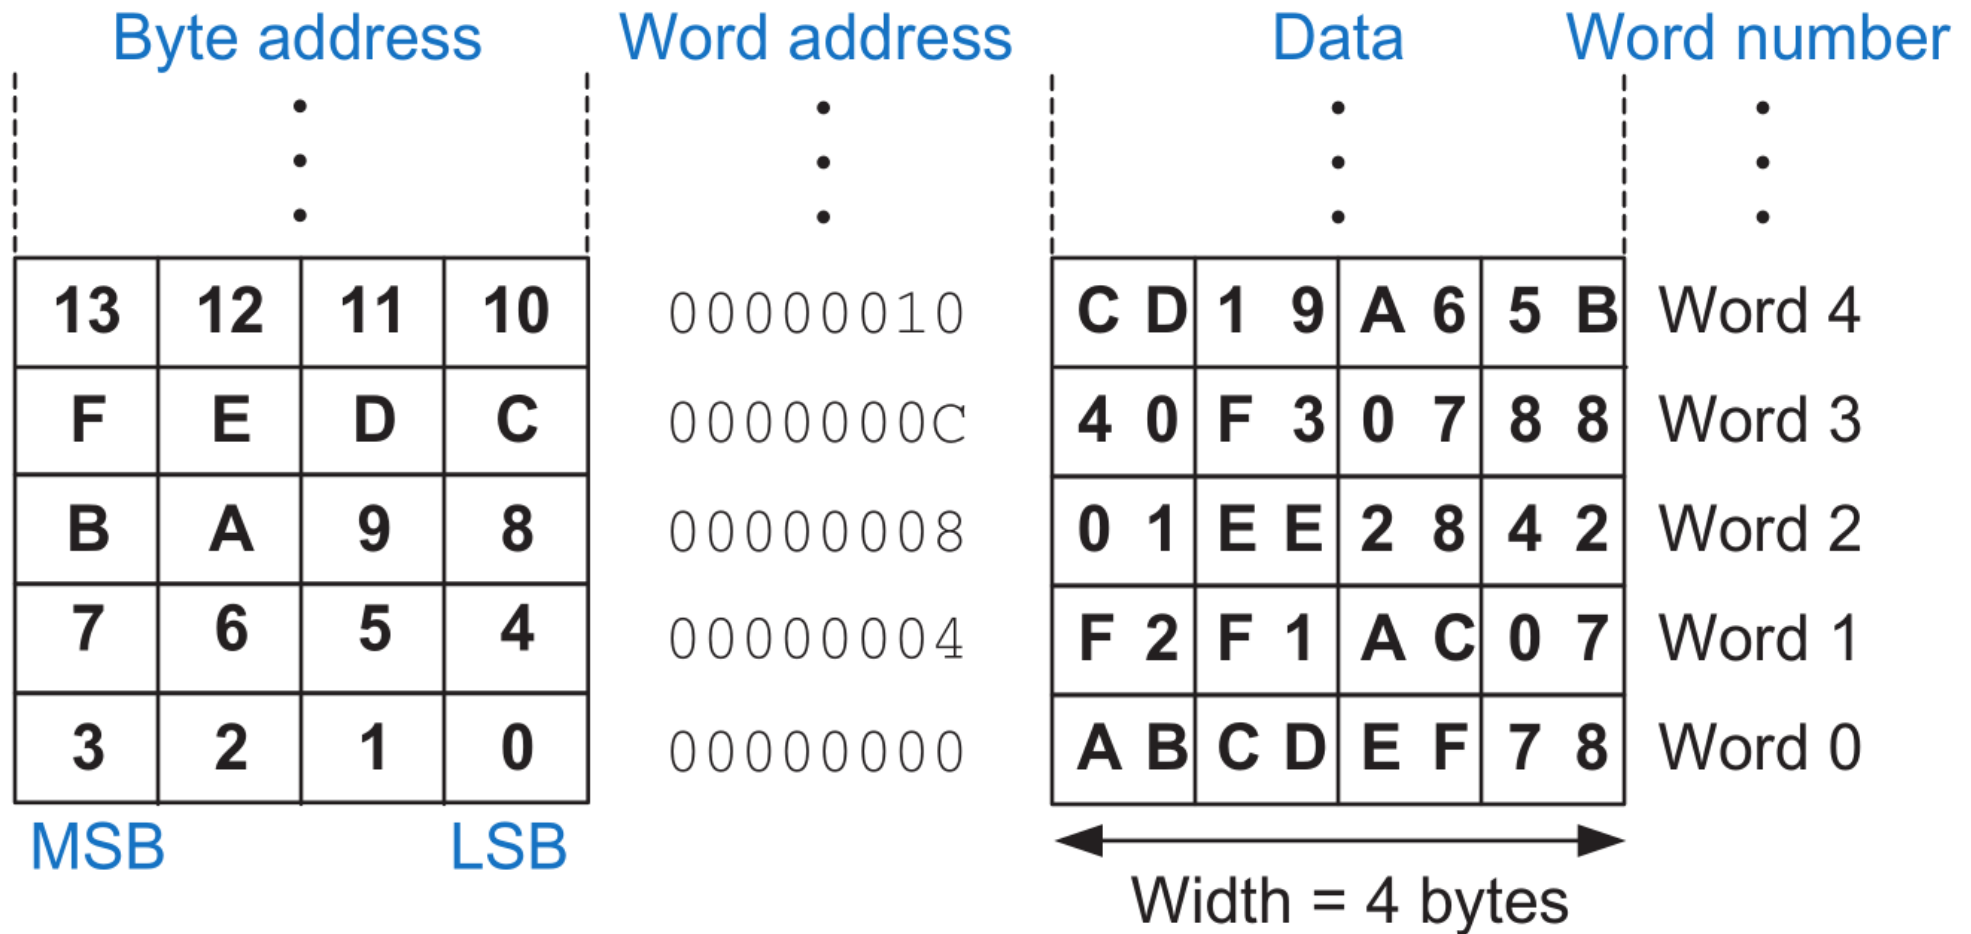 Byte address Word address Data Word number
13 12 11 10 00000010 C D 1 9 A 6 5 B Word 4
F E D C 0000000C 4 0 F 3 0 7 8 8 Word 3
B A 9 8 00000008 0 1 E E 2 8 4 2 Word 2
7 6 5 4 00000004 F 2 F 1 A C 0 7 Word 1
3 2 1 0 00000000 A B C D E F 7 8 Word 0
MSB LSB
Width = 4 bytes